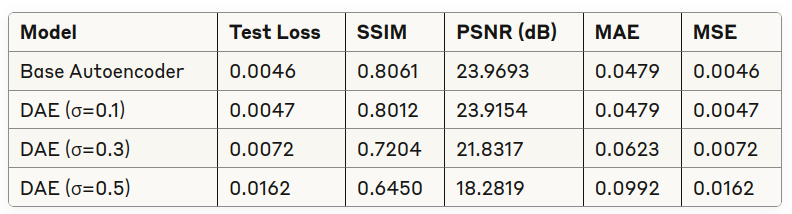 Model Test Loss SSIM PSNR (dB) MAE MSE
Base Autoencoder 0.0046 0.8061 23.9693 0.0479 0.0046
DAE (σ=0.1) 0.0047 0.8012 23.9154 0.0479 0.0047
DAE (σ=0.3) 0.0072 0.7204 21.8317 0.0623 0.0072
DAE (σ=0.5) 0.0162 0.6450 18.2819 0.0992 0.0162